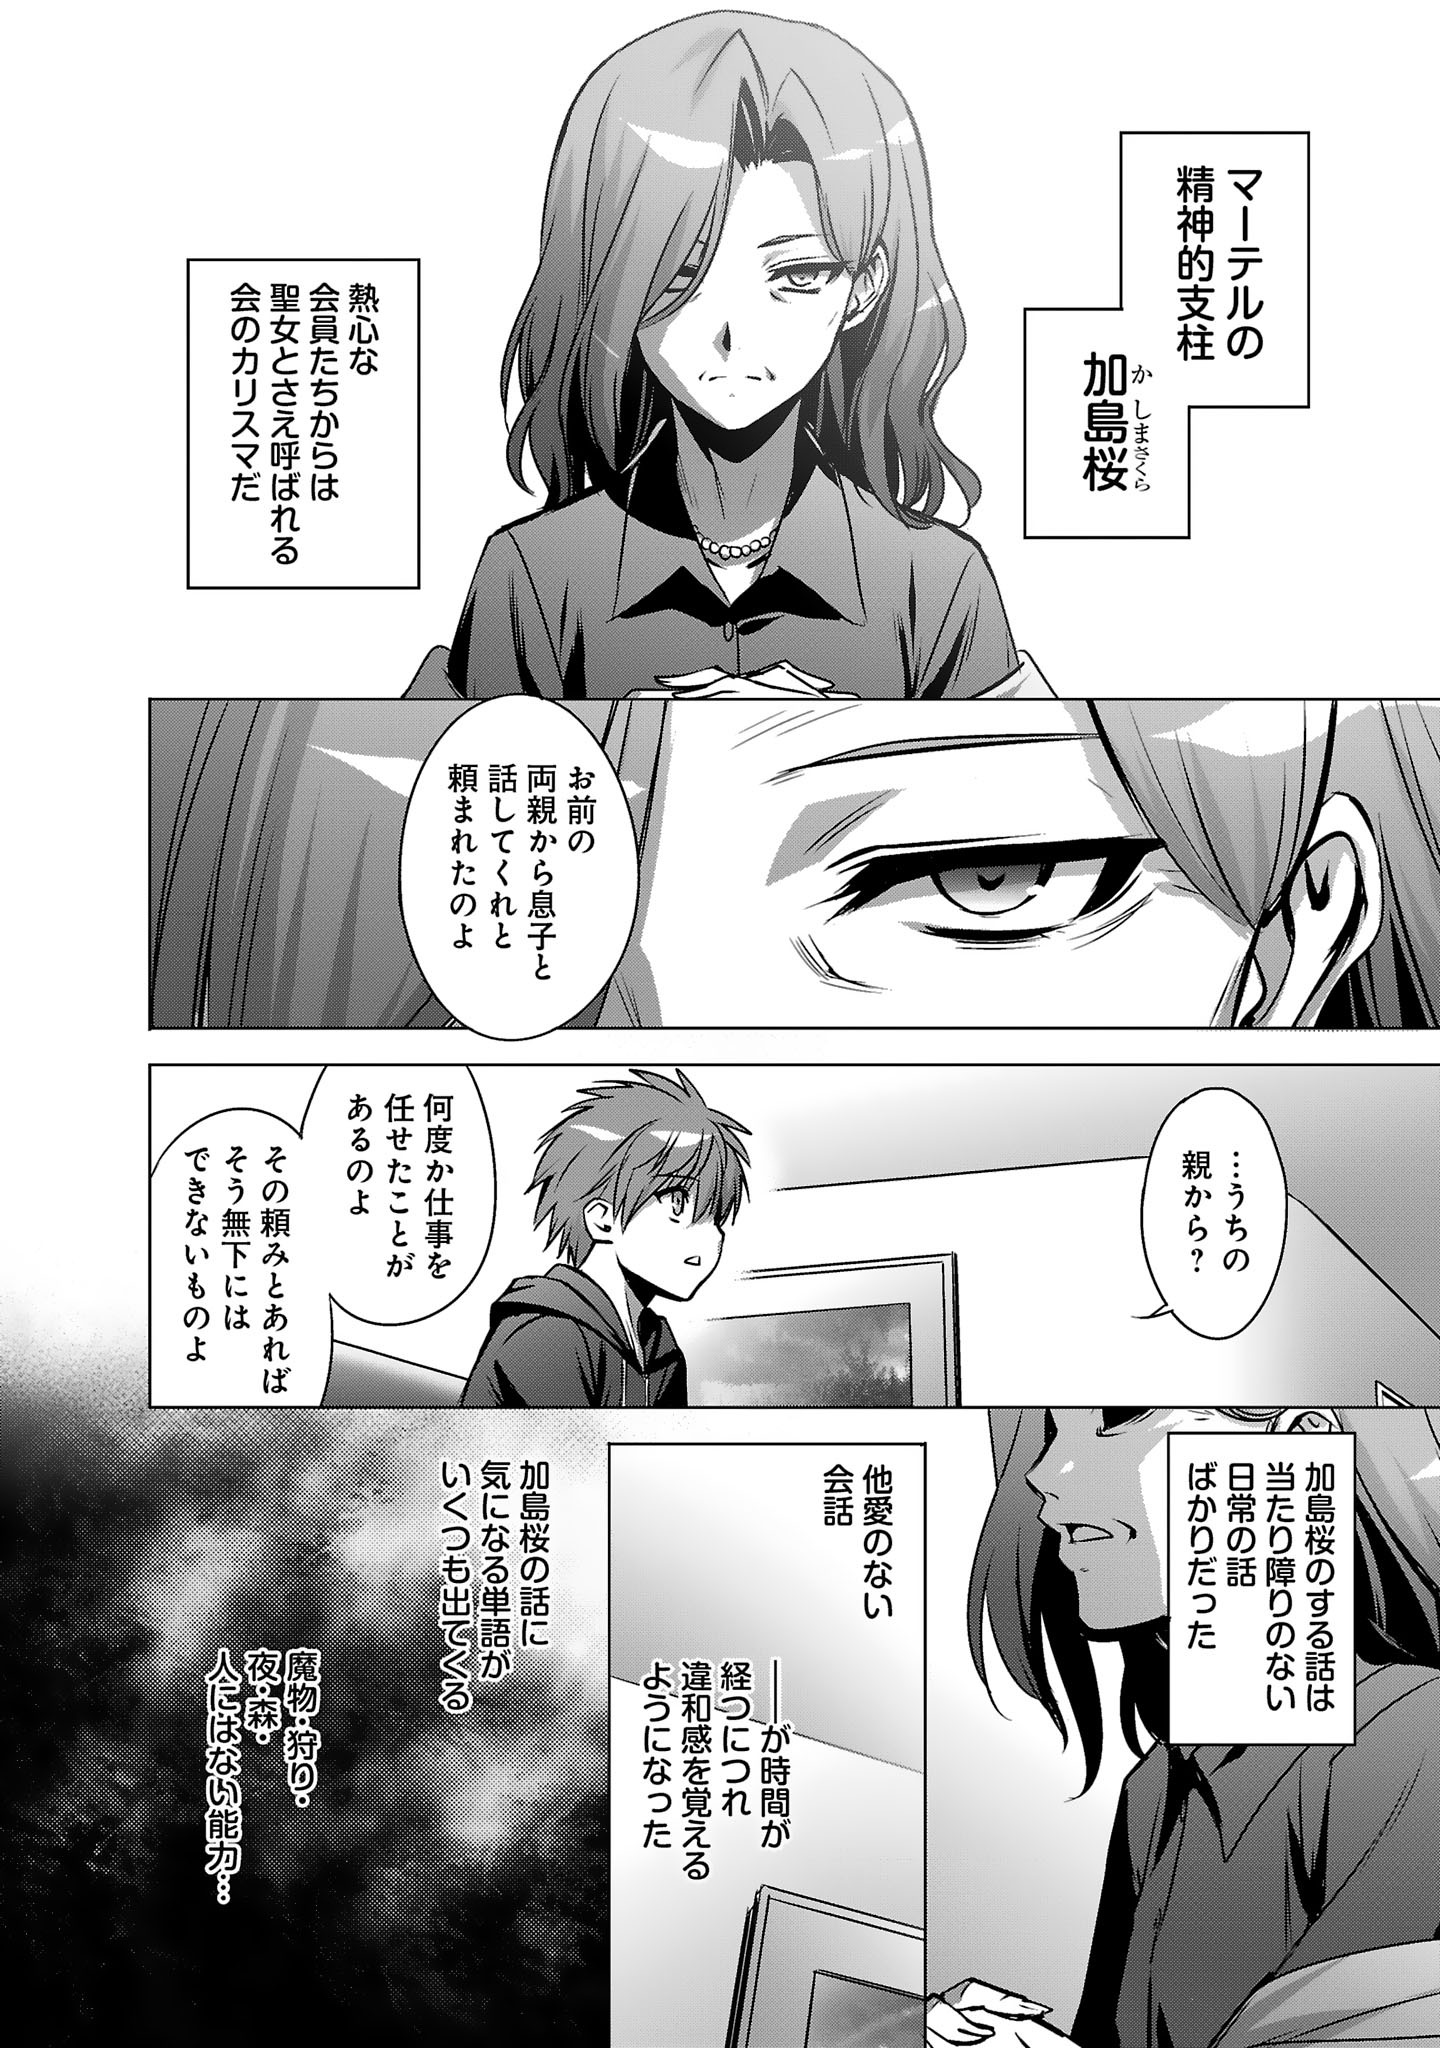 マーテルの
精神的支柱
加島桜
かしまさくら
熱心な
会員たちからは
聖女とさえ呼ばれる
会のカリスマだ
お前の
両親から息子と
話してくれと
頼まれたのよ
…うちの
親から？
何度か仕事を
任せたことが
あるのよ
その頼みとあれば
そう無下には
できないものよ
加島桜のする話は
当たり障りのない
日常の話
ばかりだった
他愛のない
会話
――が時間が
経つにつれ
違和感を覚える
ようになった
加島桜の話に
気になる単語が
いくつも出てくる
魔物・狩り・
夜・森・
人にはない能力…